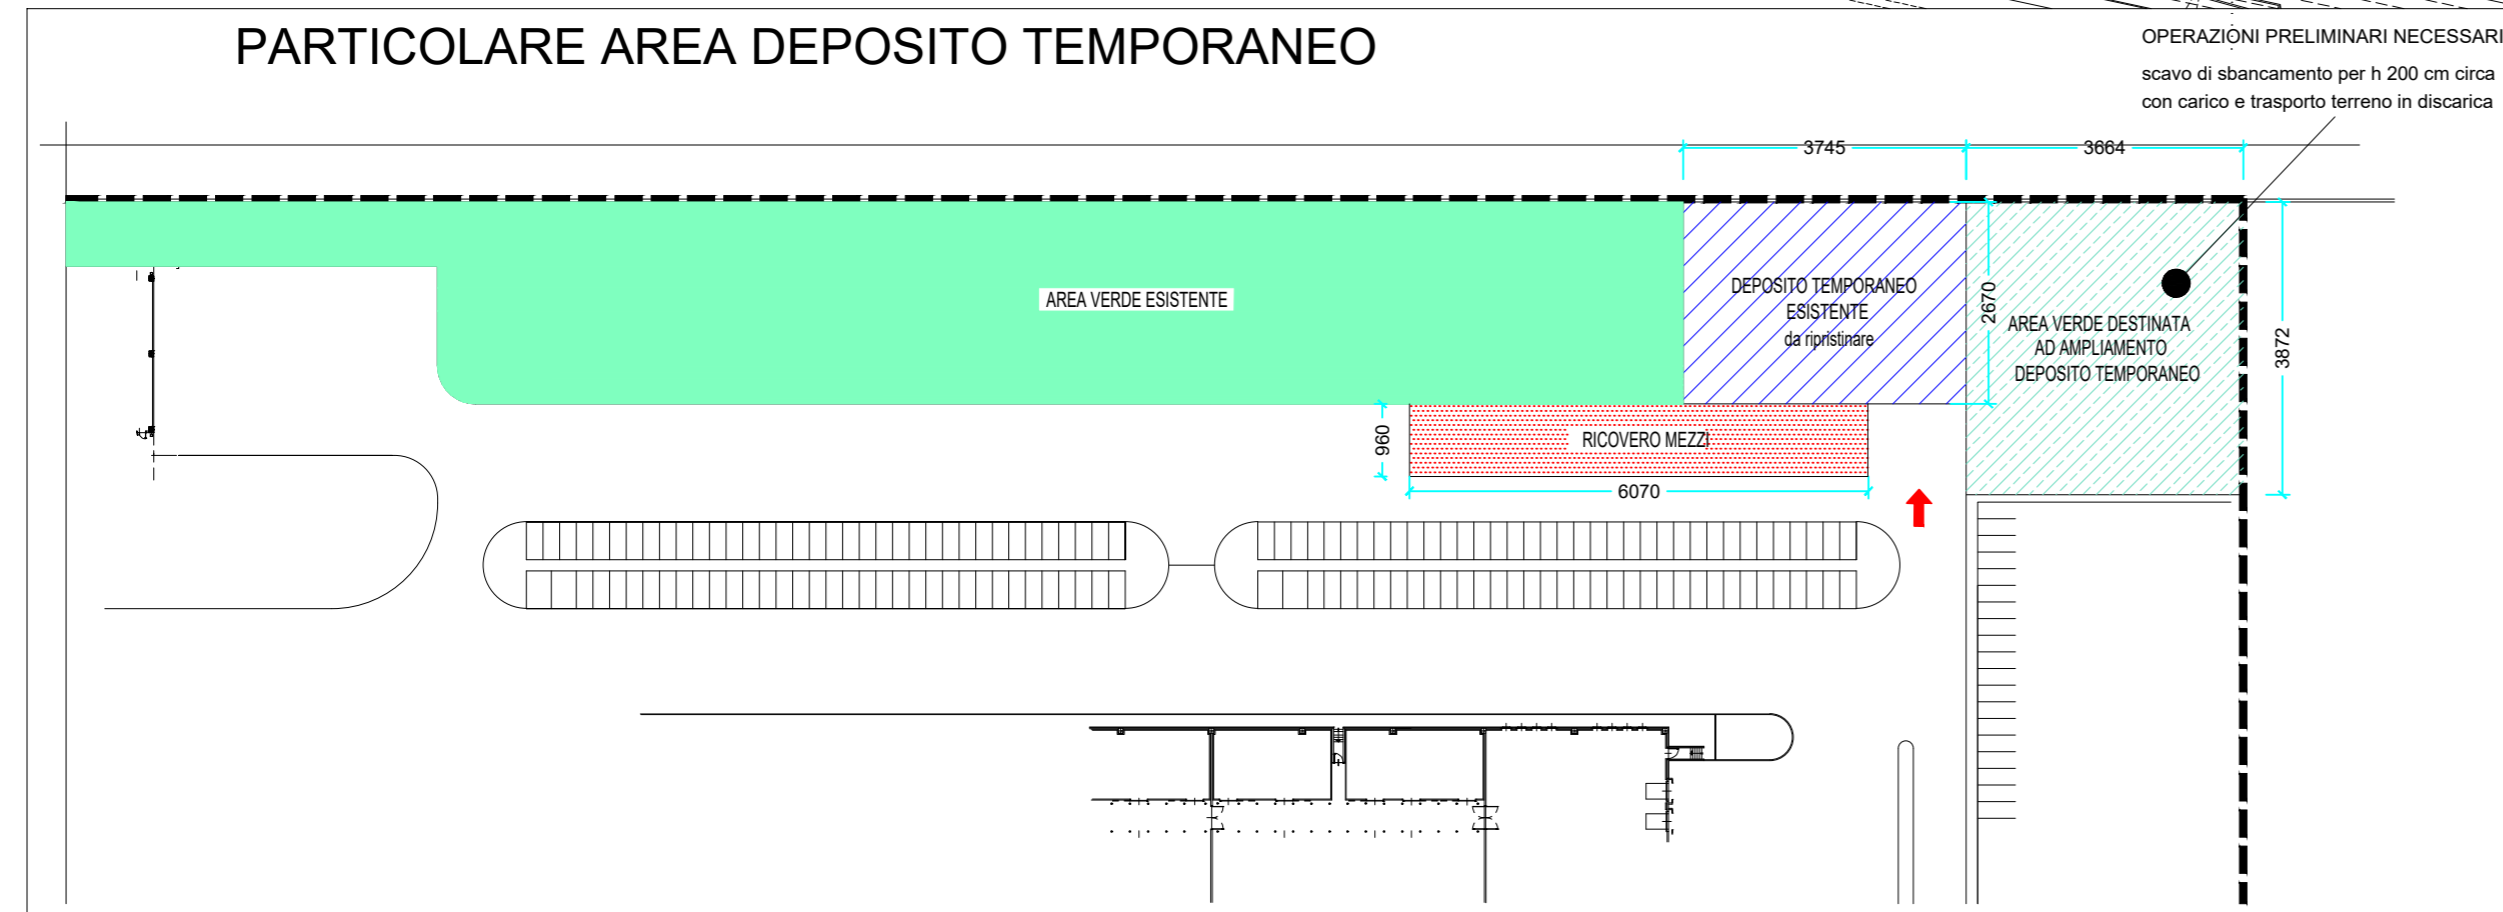 PARTICOLARE AREA DEPOSITO TEMPORANEO
OPERAZIONI PRELIMINARI NECESSARI
scavo di sbancamento per h 200 cm circa
con carico e trasporto terreno in discarica
3745
3664
AREA VERDE ESISTENTE
DEPOSITO TEMPORANEO
ESISTENTE
da ripristinare
2670
AREA VERDE DESTINATA
AD AMPLIAMENTO
DEPOSITO TEMPORANEO
3872
960
RICOVERO MEZZI
6070